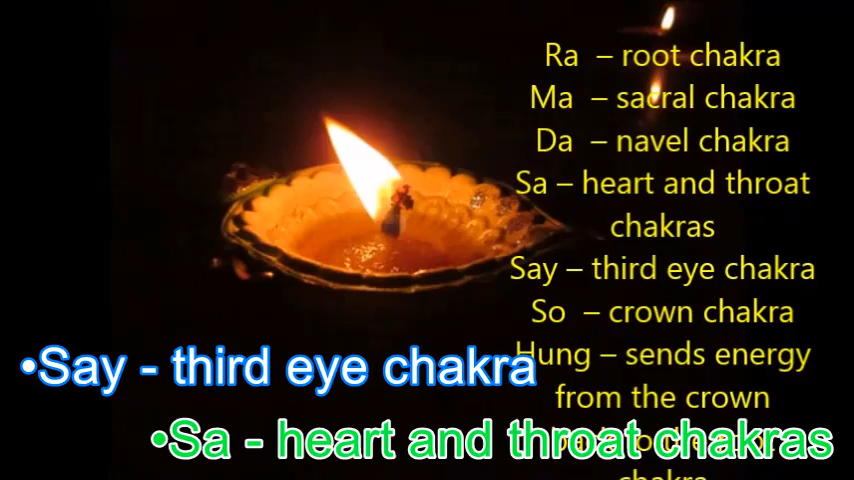 Ra – root chakra
Ma – sacral chakra
Da – navel chakra
Sa – heart and throat
chakras
Say – third eye chakra
So – crown chakra
Hung – sends energy
from the crown
chakra
•Say - third eye chakra
•Sa - heart and throat chakras